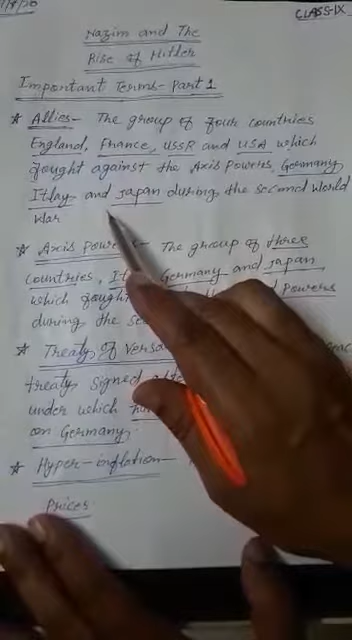 CLASS-IX
Nazim and The
Rise of Hitler
Important Terms- Part 1
* Allies- The group of four countries
England, France, USSR and USA which
fought against the Axis Powers, Germany
Itlay and Japan during the second World
War
* Axis Powers- The group of three
countries, Germany and Japan
which fought Powers
during the
* Treaty of
treaty signed
under which
on Germany.
* Hyper-inflation-
Prices